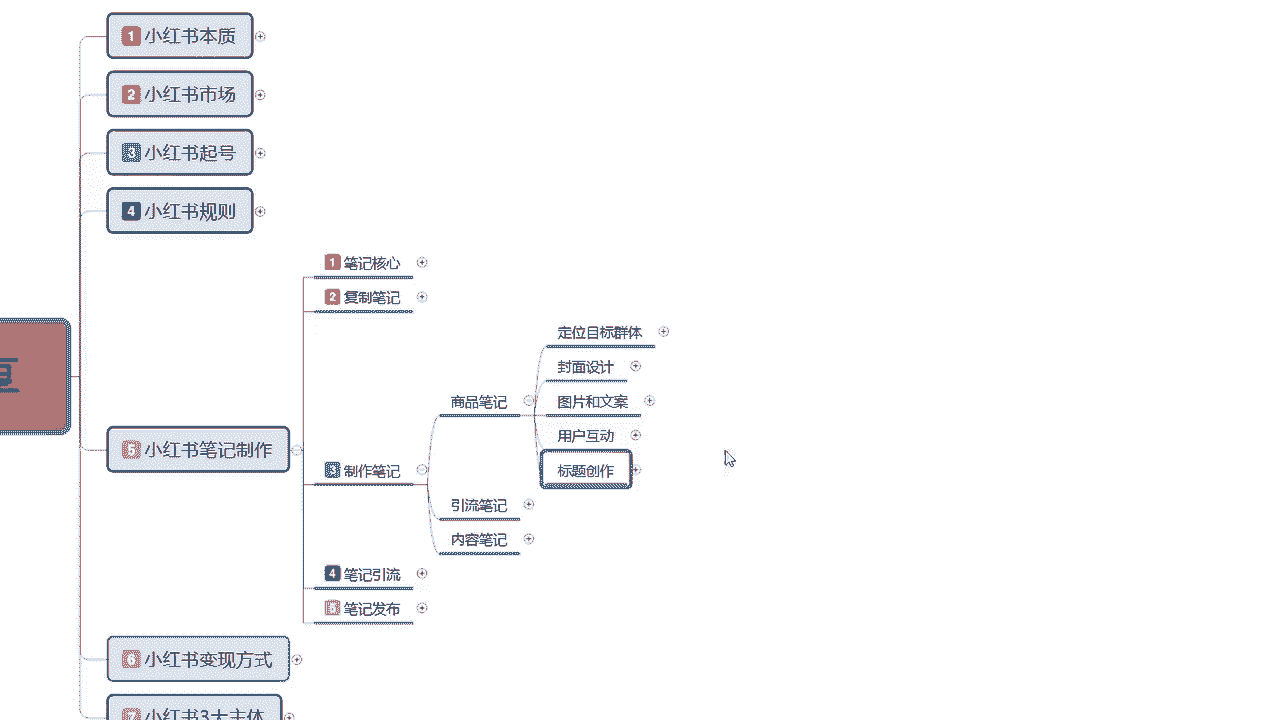 1 小红书本质
2 小红书市场
3 小红书起号
4 小红书规则
5 小红书笔记制作
1 笔记核心
2 复制笔记
3 制作笔记
商品笔记
定位目标群体
封面设计
图片和文案
用户互动
标题创作
引流笔记
内容笔记
4 笔记引流
5 笔记发布
6 小红书变现方式
7 小红书3大主体